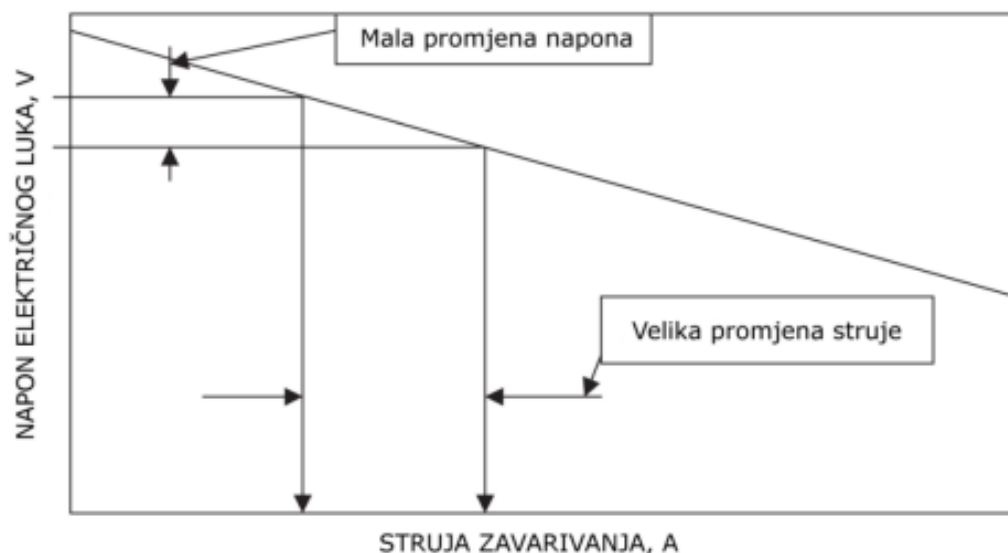 Mala promjena napona
NAPON ELEKTRIČNOG LUKA, V
Velika promjena struje
STRUJA ZAVARIVANJA, A